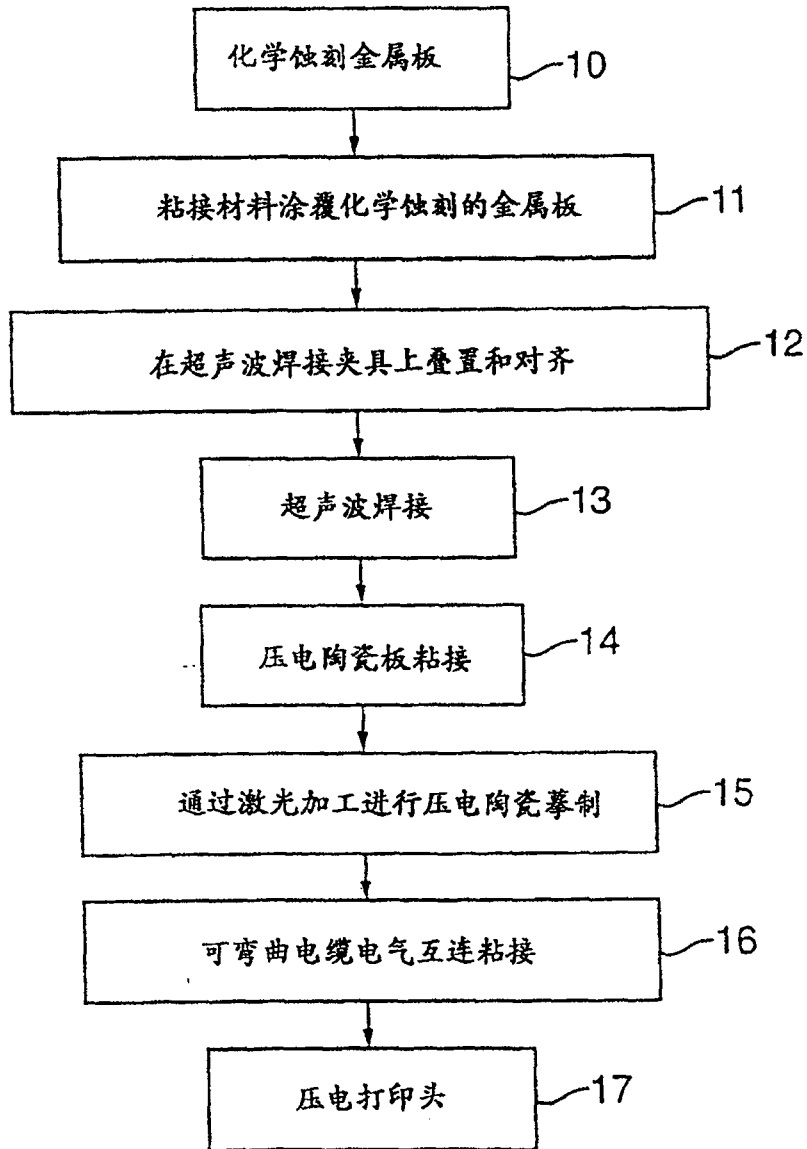 化学蚀刻金属板
10
粘接材料涂覆化学蚀刻的金属板
11
在超声波焊接夹具上叠置和对齐
12
超声波焊接
13
压电陶瓷板粘接
14
通过激光加工进行压电陶瓷摹制
15
可弯曲电缆电气互连粘接
16
压电打印头
17